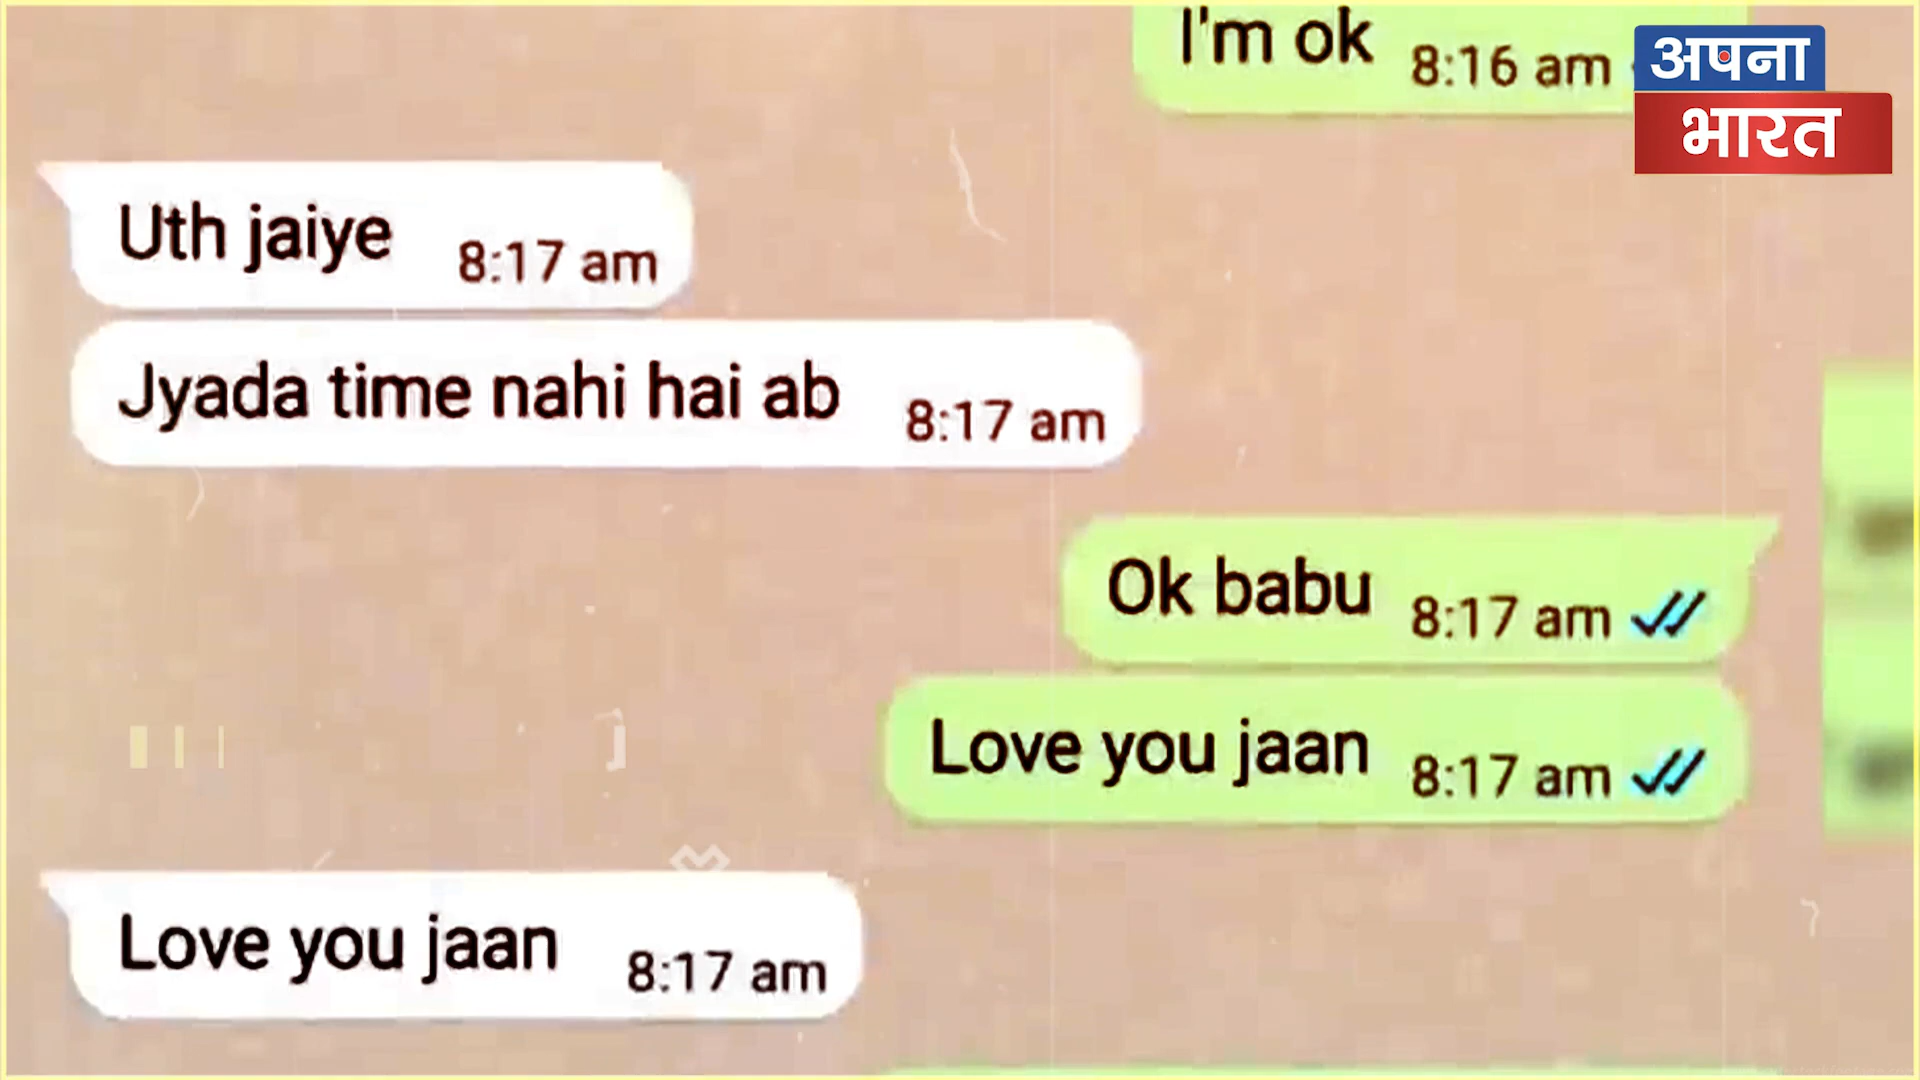 I'm ok 8:16 am
अपना
भारत
Uth jaiye 8:17 am
Jyada time nahi hai ab 8:17 am
Ok babu 8:17 am
Love you jaan 8:17 am
Love you jaan 8:17 am